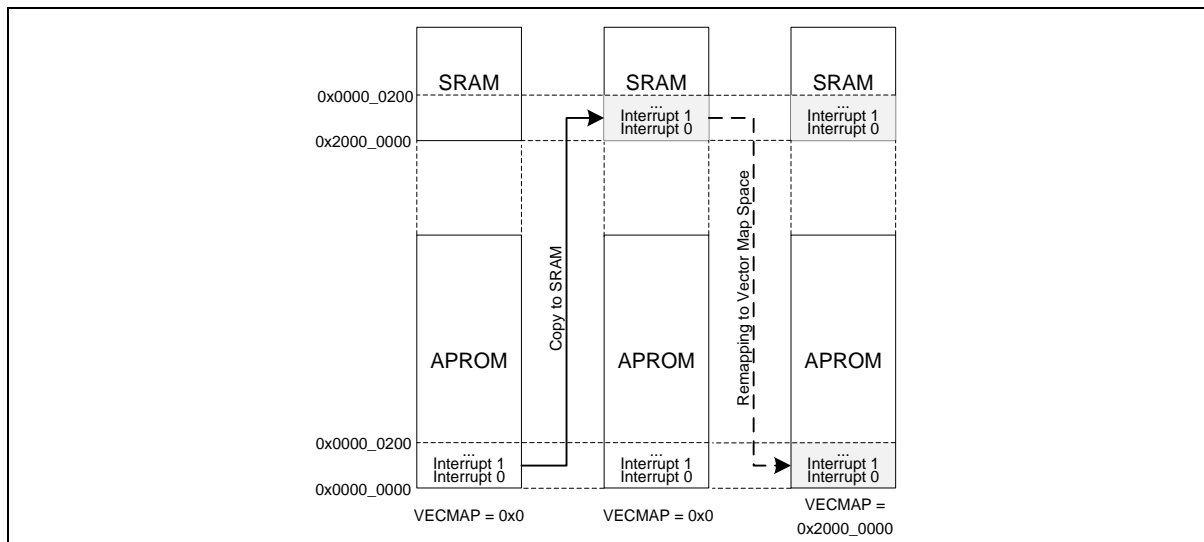 SRAM
SRAM
SRAM
0x0000_0200
...
Interrupt 1
Interrupt 0
...
Interrupt 1
Interrupt 0
0x2000_0000
Copy to SRAM
Remapping to Vector Map Space
APROM
APROM
APROM
0x0000_0200
...
Interrupt 1
Interrupt 0
...
Interrupt 1
Interrupt 0
...
Interrupt 1
Interrupt 0
0x0000_0000
VECMAP = 0x0
VECMAP = 0x0
VECMAP =
0x2000_0000